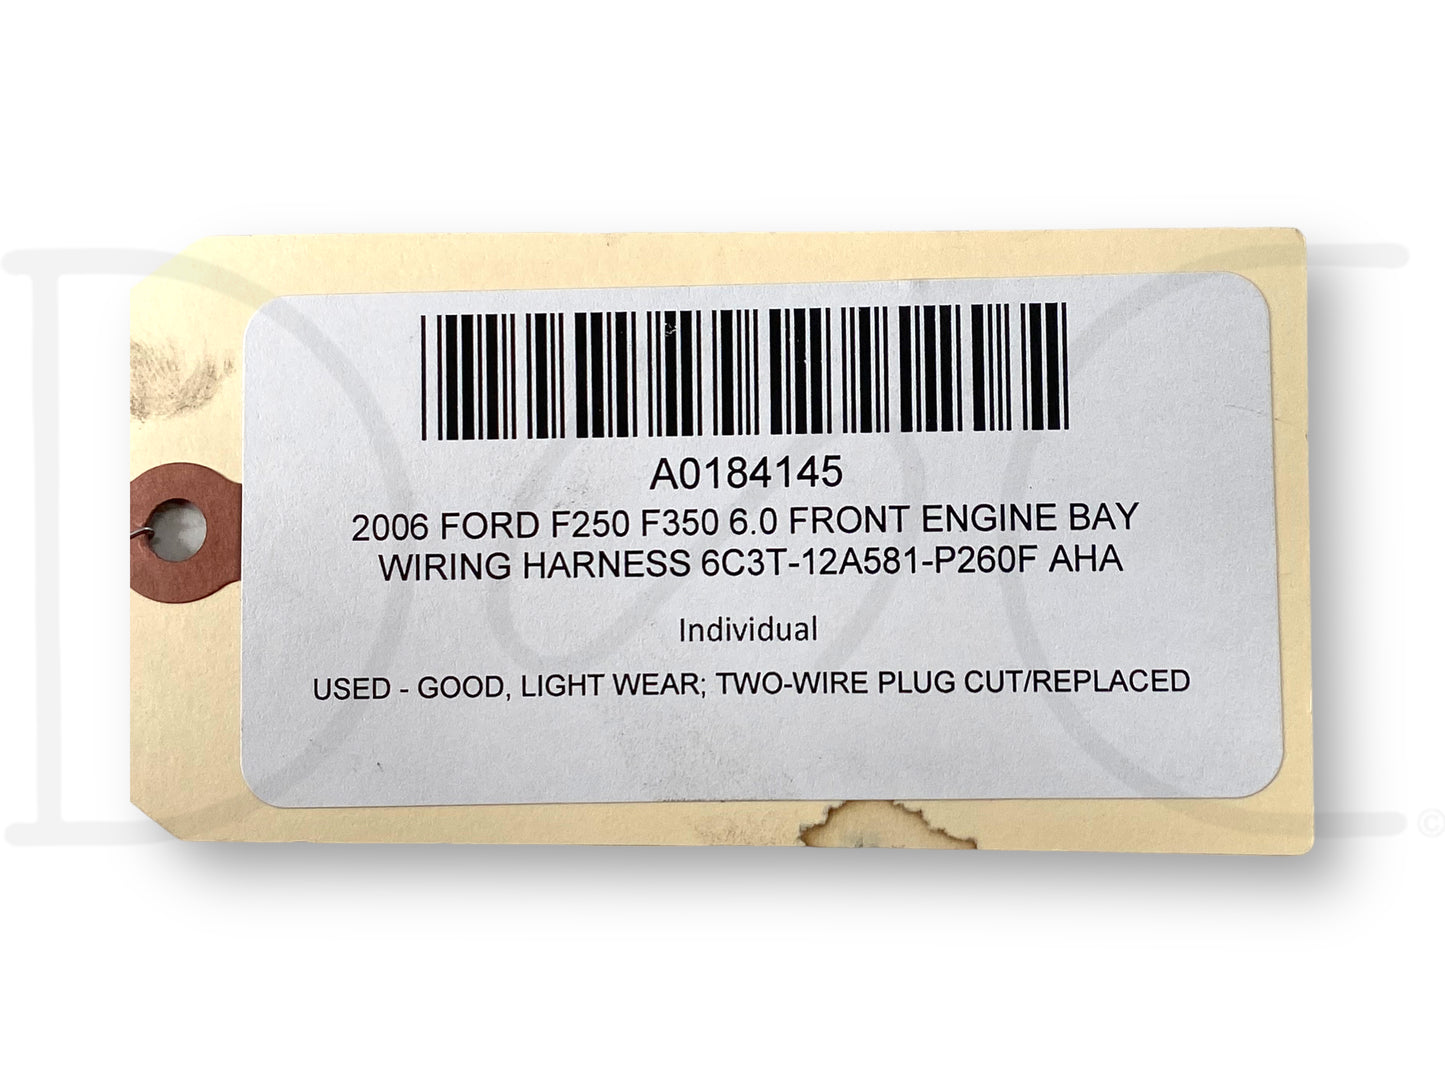 A0184145
2006 FORD F250 F350 6.0 FRONT ENGINE BAY
WIRING HARNESS 6C3T-12A581-P260F AHA
Individual
USED - GOOD, LIGHT WEAR; TWO-WIRE PLUG CUT/REPLACED
©